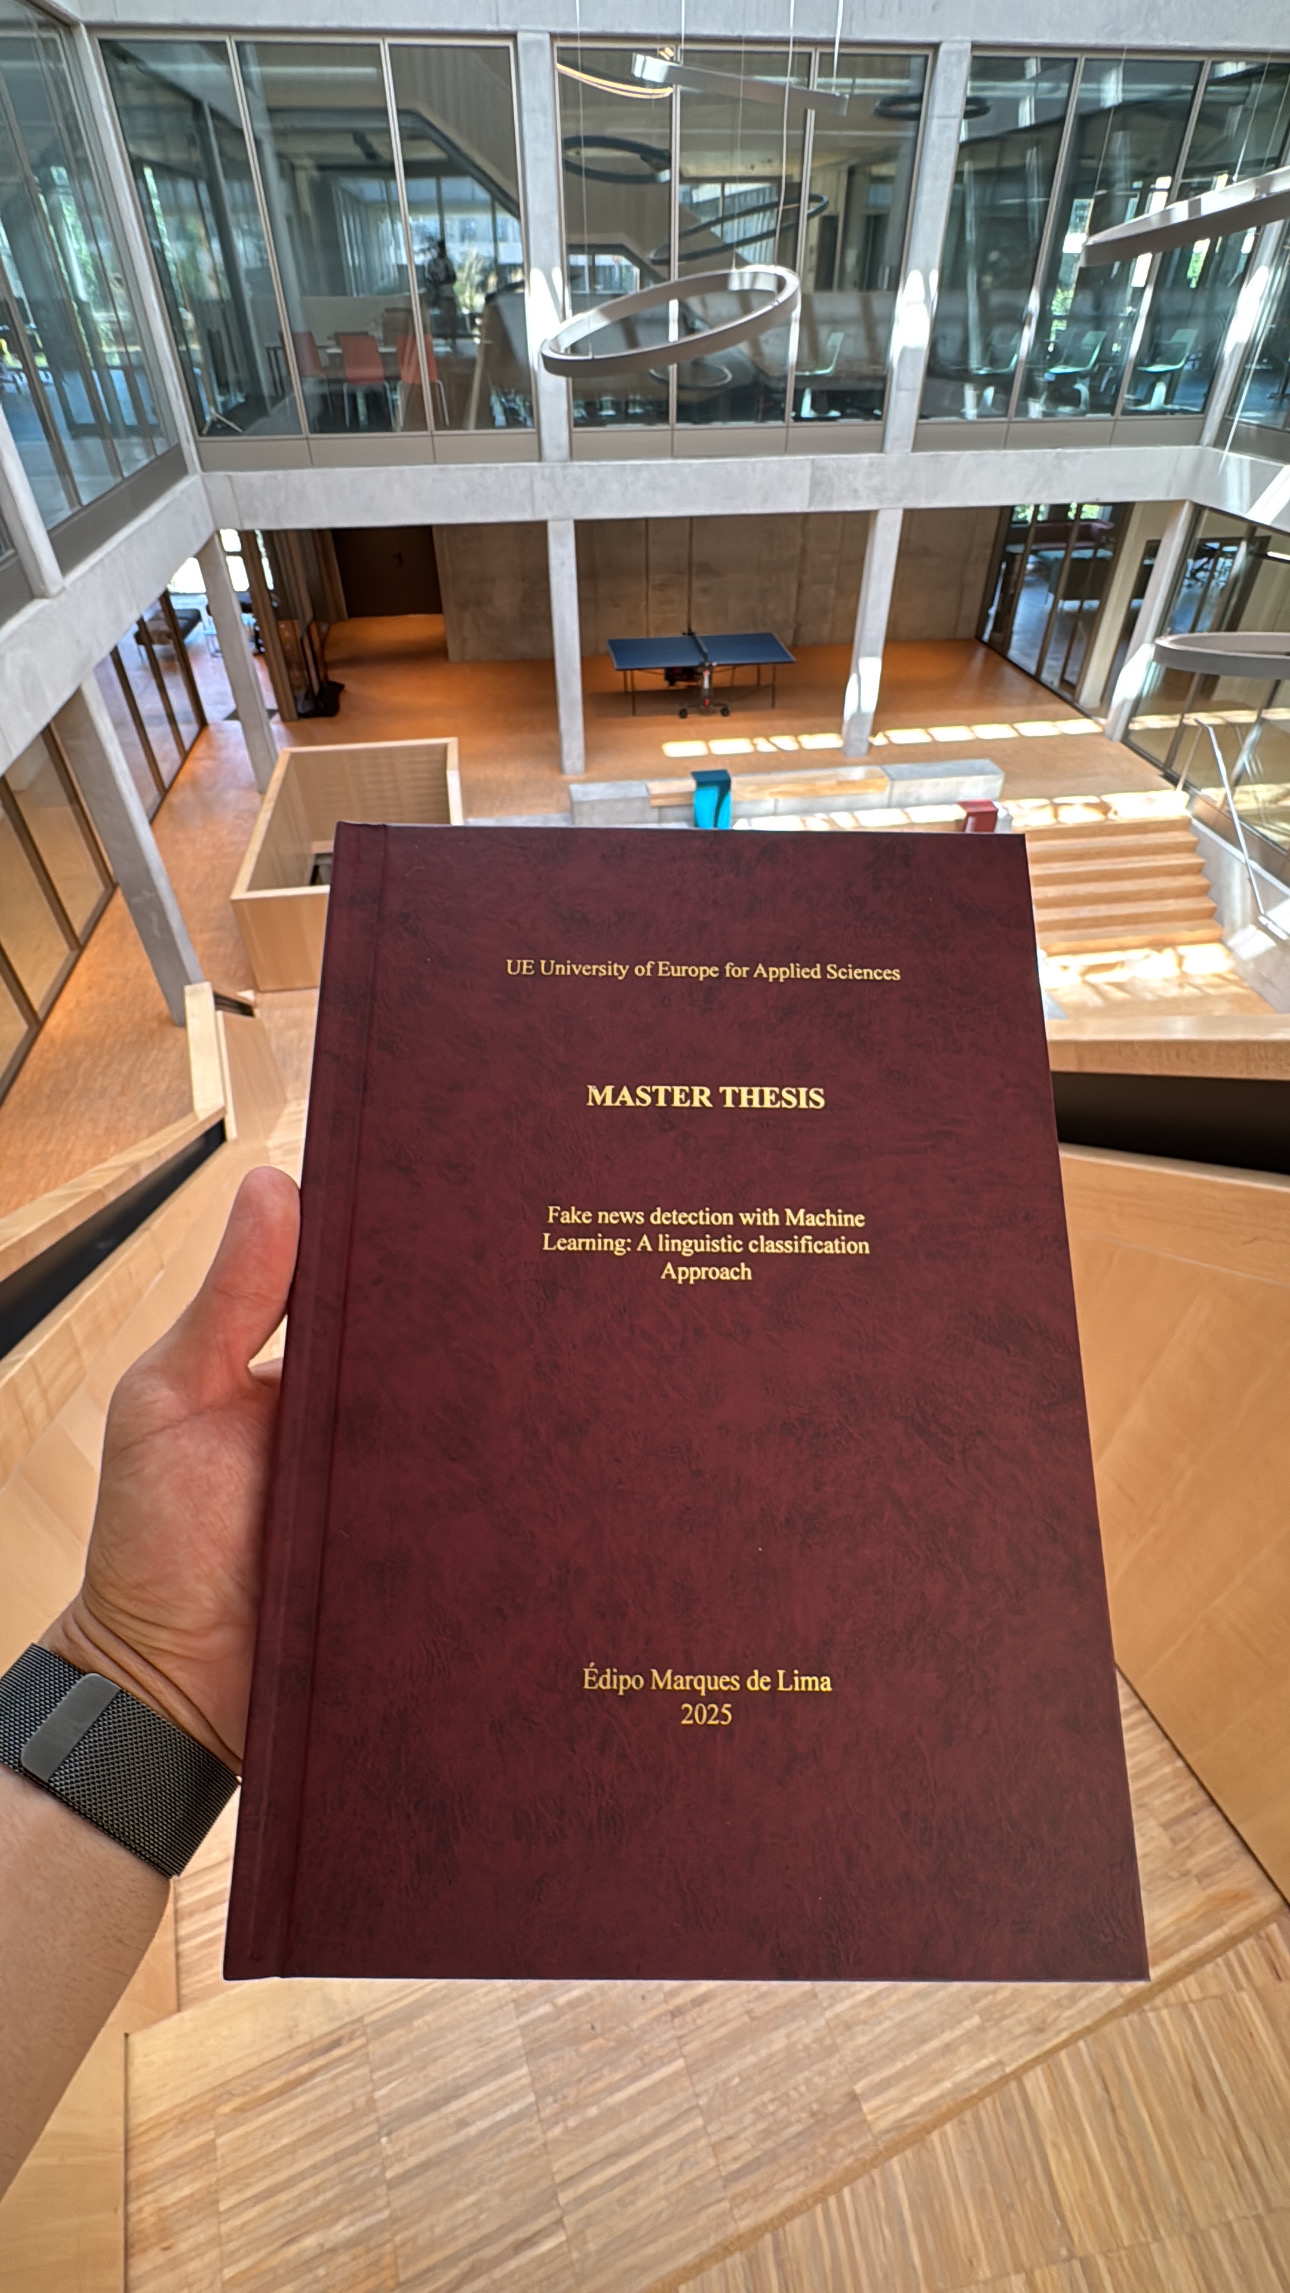 UE University of Europe for Applied Sciences
MASTER THESIS
Fake news detection with Machine
Learning: A linguistic classification
Approach
Édipo Marques de Lima
2025